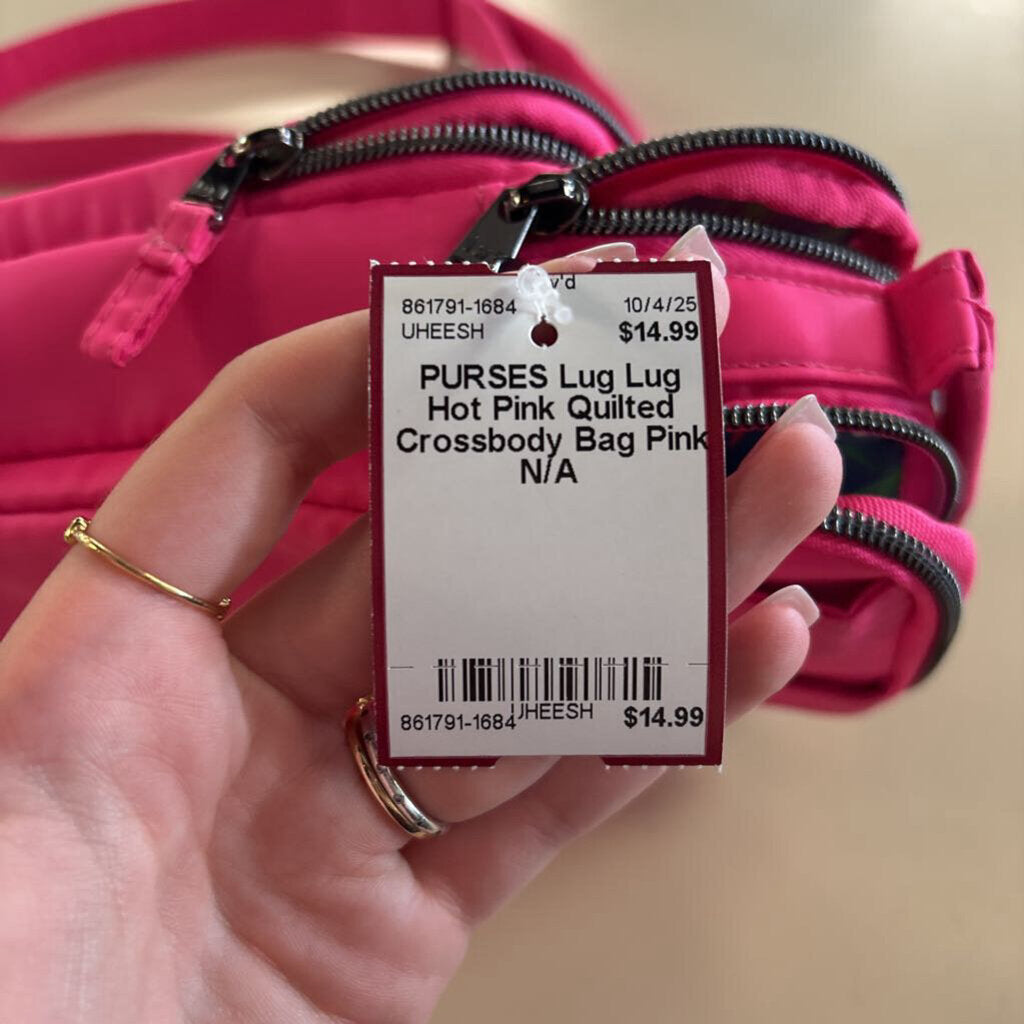 861791-1684 10/4/25
UHEESH $14.99
PURSES Lug Lug
Hot Pink Quilted
Crossbody Bag Pink
N/A
861791-1684 UHEESH $14.99